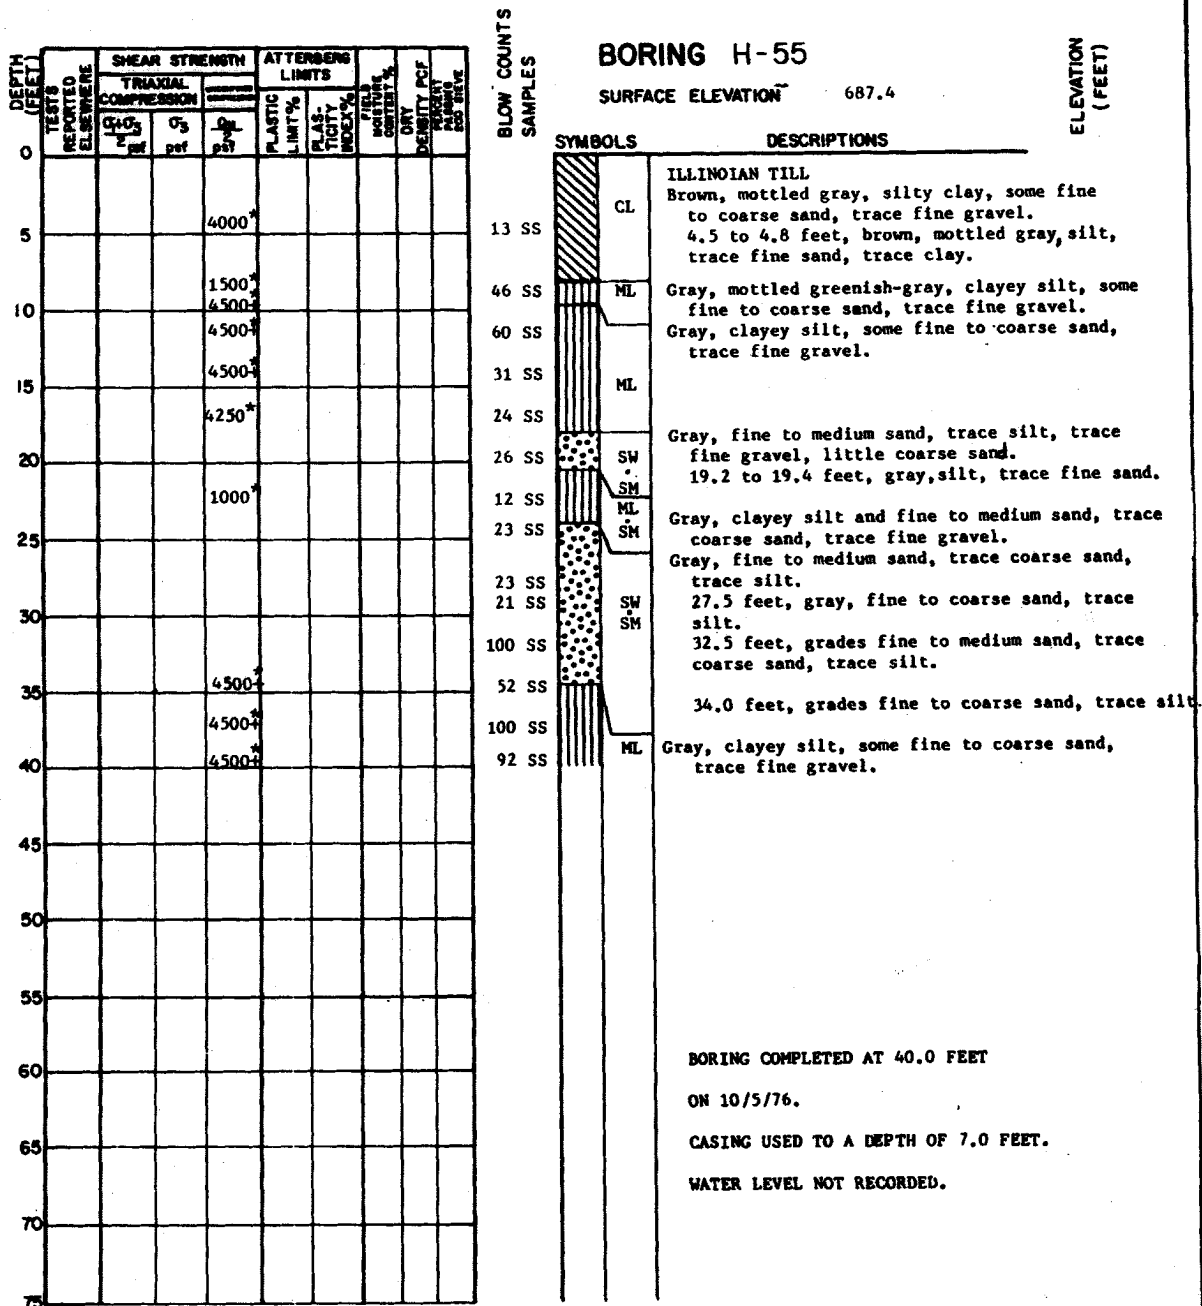 BORING H-55
SURFACE ELEVATION 687.4
ELEVATION
(FEET)
BLOW COUNTS
SAMPLES
DEPTH
(FEET)
TESTS
REPORTED
ELSEWHERE
SHEAR STRENGTH
TRIAXIAL
COMPRESSION
psf
σ3
psf
psf
ATTERBERG
LIMITS
PLASTIC
LIMIT%
PLAS-
TICITY
INDEX%
FIELD
MOISTURE
CONTENT%
DRY
DENSITY PCF
PERCENT
PASSING
200 SIEVE
SYMBOLS
DESCRIPTIONS
0
5
10
15
20
25
30
35
40
45
50
55
60
65
70
75
4000*
1500*
4500+*
4500+*
4500+*
4250*
1000*
4500+*
4500+*
4500+*
13 SS
46 SS
60 SS
31 SS
24 SS
26 SS
12 SS
23 SS
23 SS
21 SS
100 SS
52 SS
100 SS
92 SS
CL
ML
ML
SW
SM
ML
SM
SW
SM
ML
ILLINOIAN TILL
Brown, mottled gray, silty clay, some fine
to coarse sand, trace fine gravel.
4.5 to 4.8 feet, brown, mottled gray, silt,
trace fine sand, trace clay.
Gray, mottled greenish-gray, clayey silt, some
fine to coarse sand, trace fine gravel.
Gray, clayey silt, some fine to coarse sand,
trace fine gravel.
Gray, fine to medium sand, trace silt, trace
fine gravel, little coarse sand.
19.2 to 19.4 feet, gray, silt, trace fine sand.
Gray, clayey silt and fine to medium sand, trace
coarse sand, trace fine gravel.
Gray, fine to medium sand, trace coarse sand,
trace silt.
27.5 feet, gray, fine to coarse sand, trace
silt.
32.5 feet, grades fine to medium sand, trace
coarse sand, trace silt.
34.0 feet, grades fine to coarse sand, trace silt.
Gray, clayey silt, some fine to coarse sand,
trace fine gravel.
BORING COMPLETED AT 40.0 FEET
ON 10/5/76.
CASING USED TO A DEPTH OF 7.0 FEET.
WATER LEVEL NOT RECORDED.